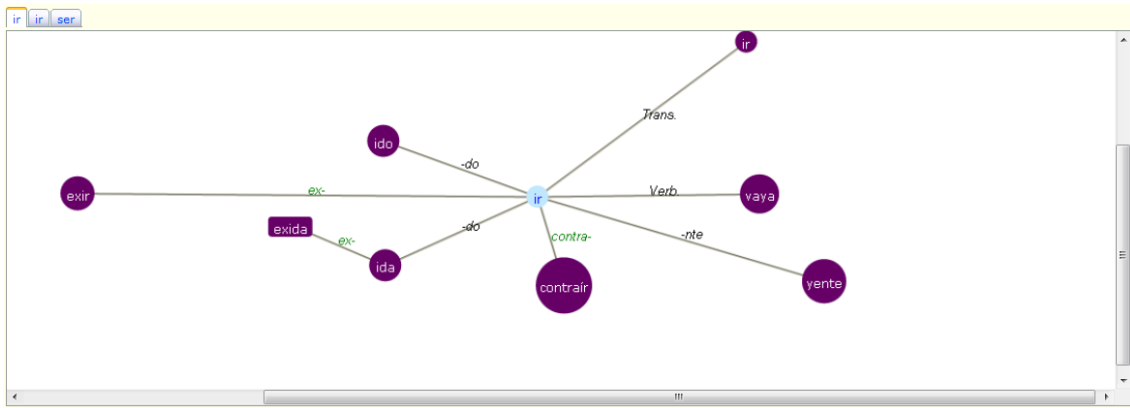 ir ir ser
ir
Trans.
ido
-do
exir
ex-
ir
Verb.
vaya
exida
ex-
-do
contra-
-nte
ida
contraír
yente